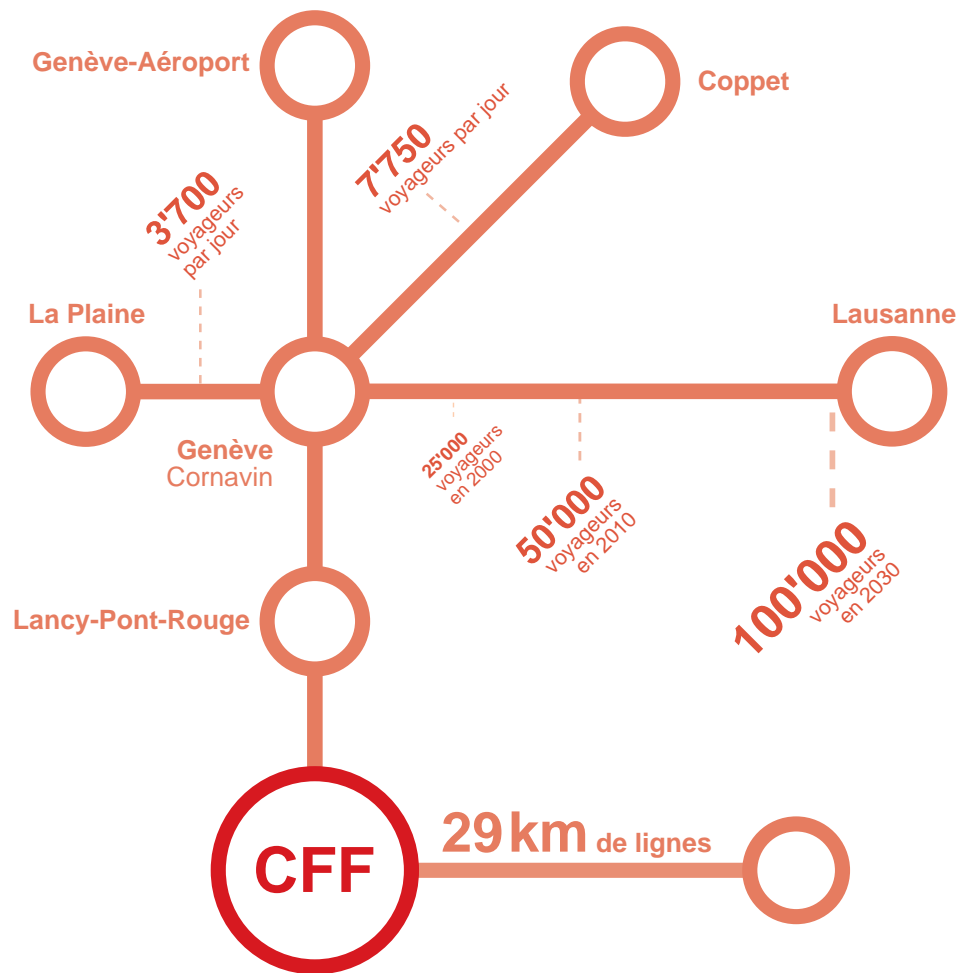 Genève-Aéroport
Coppet
7'750
voyageurs par jour
3'700
voyageurs
par jour
La Plaine
Lausanne
Genève
Cornavin
25'000
voyageurs
en 2000
50'000
voyageurs
en 2010
100'000
voyageurs
en 2030
Lancy-Pont-Rouge
29 km de lignes
CFF